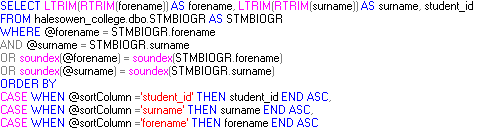 SELECT LTRIM(RTRIM(forename)) AS forename, LTRIM(RTRIM(surname)) AS surname, student_id
FROM halesowen_college.dbo.STMBIOGR AS STMBIOGR
WHERE @forename = STMBIOGR.forename
AND @surname = STMBIOGR.surname
OR soundex(@forename) = soundex(STMBIOGR.forename)
OR soundex(@surname) = soundex(STMBIOGR.surname)
ORDER BY
CASE WHEN @sortColumn ='student_id' THEN student_id END ASC,
CASE WHEN @sortColumn ='surname' THEN surname END ASC,
CASE WHEN @sortColumn ='forename' THEN forename END ASC